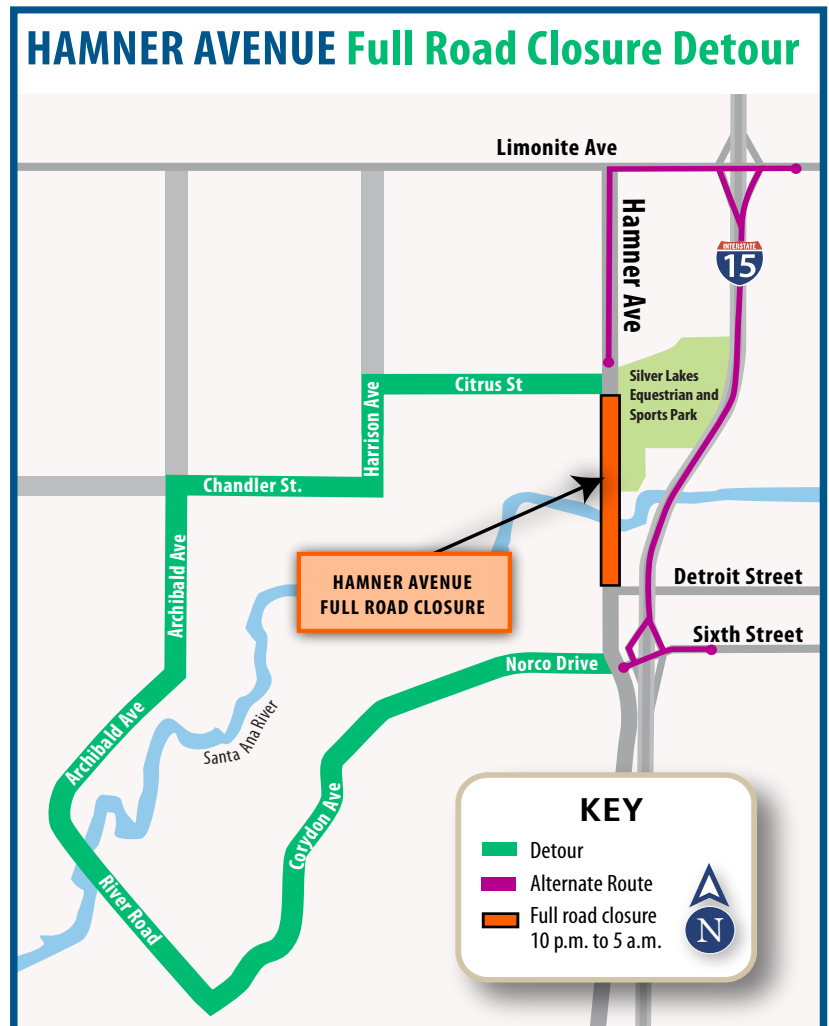 HAMNER AVENUE Full Road Closure Detour
Limonite Ave
Hamner Ave
INTERSTATE
15
Citrus St
Harrison Ave
Silver Lakes
Equestrian and
Sports Park
Chandler St.
Archibald Ave
HAMNER AVENUE
FULL ROAD CLOSURE
Detroit Street
Sixth Street
Norco Drive
Archibald Ave
Santa Ana River
Corydon Ave
River Road
KEY
Detour
Alternate Route
Full road closure
10 p.m. to 5 a.m.
N